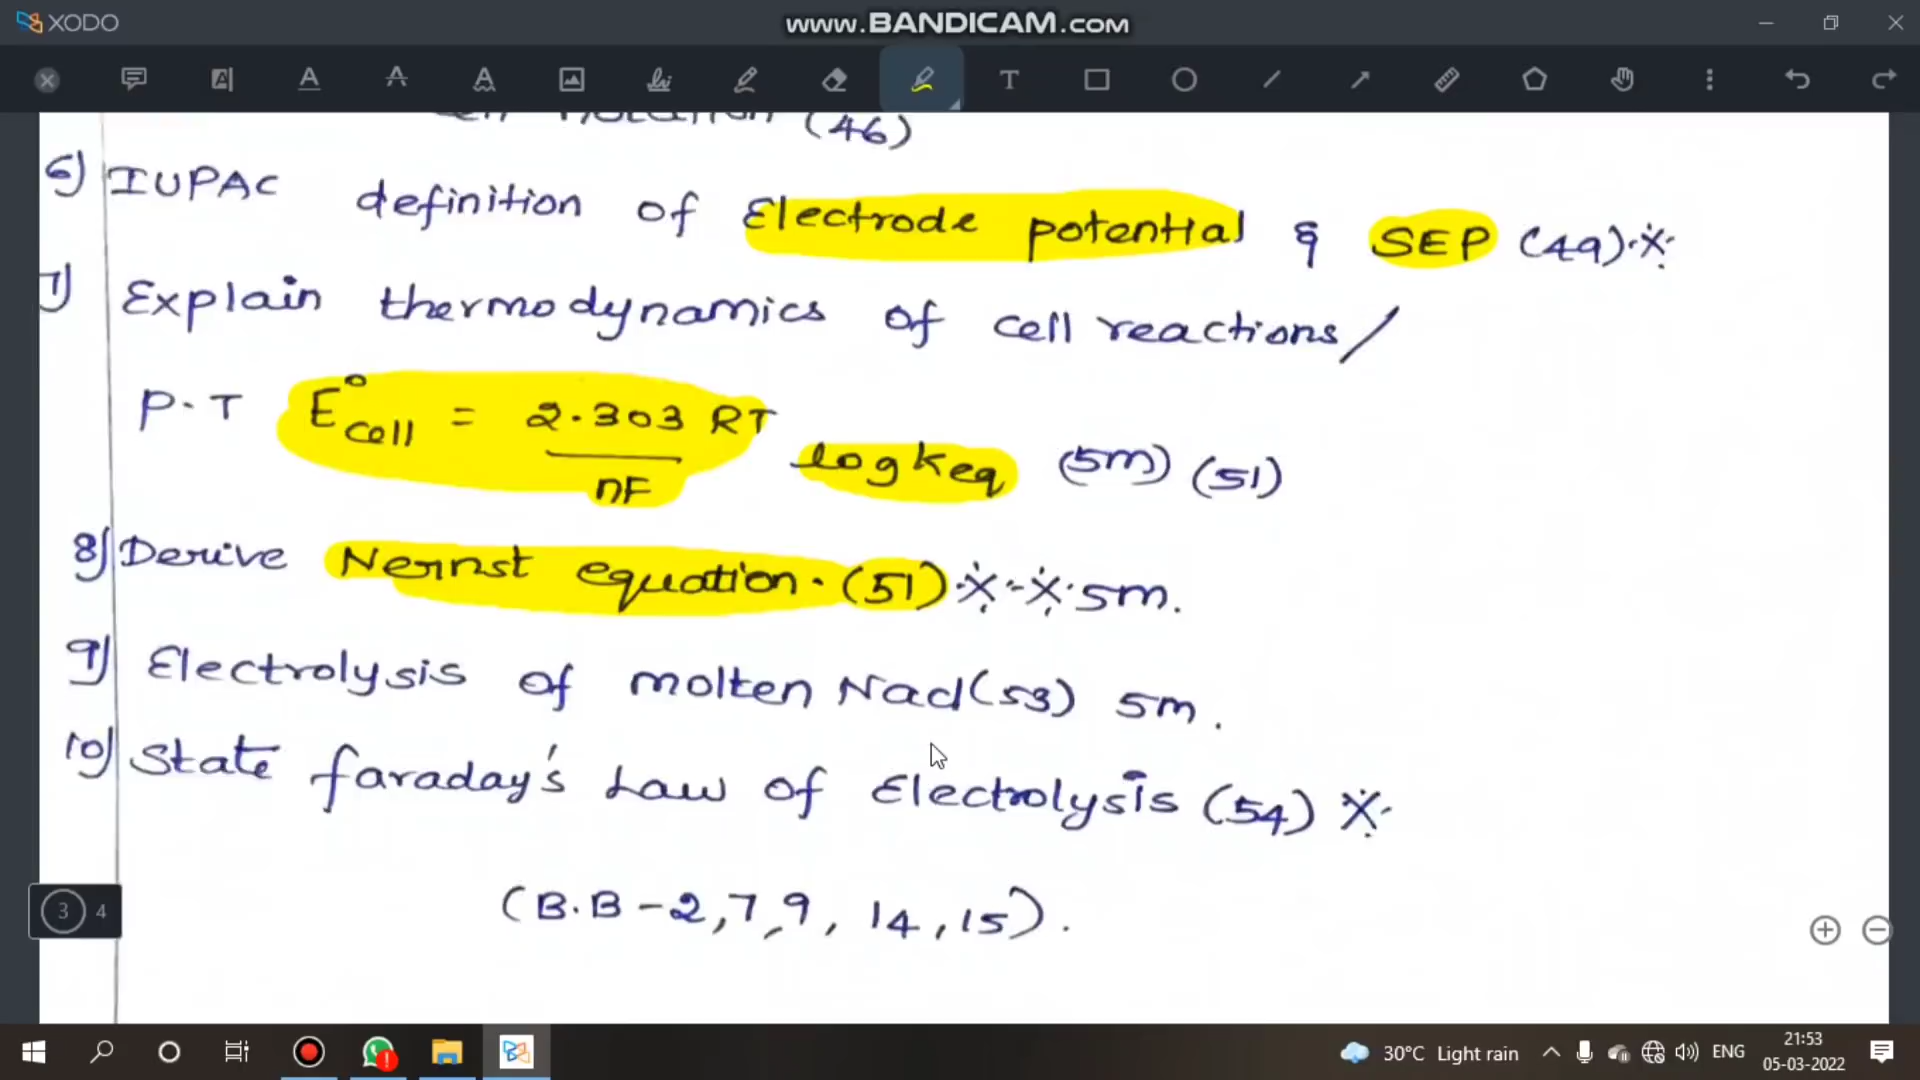 XODO
www.BANDICAM.com
(46)
6) IUPAC definition of Electrode potential & SEP (49)
7) Explain thermodynamics of cell reactions/
P.T E°cell = 2.303 RT / nF log Keq (5m) (51)
8) Derive Nernst equation. (51) 5m.
9) Electrolysis of molten Nacl (53) 5m.
10) State faraday's Law of Electrolysis (54)
(B.B - 2, 7, 9, 14, 15).
3 4
30°C Light rain
ENG
21:53
05-03-2022